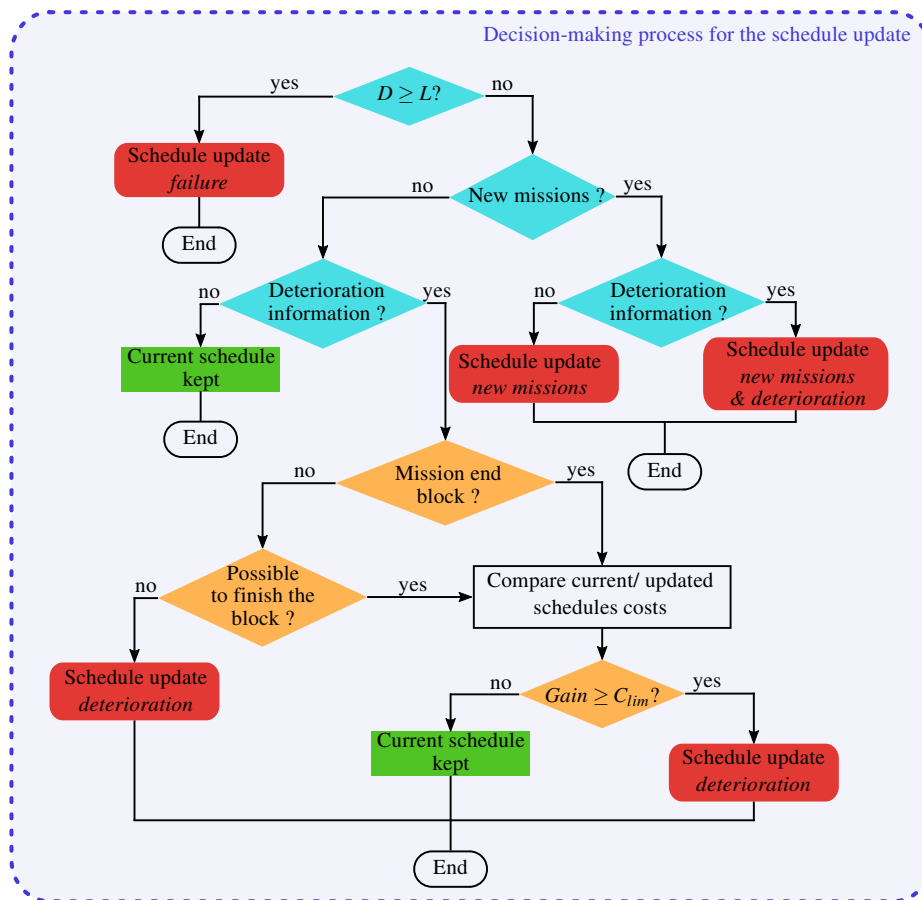 Decision-making process for the schedule update
D ≥ L?
yes
no
Schedule update
failure
End
New missions ?
no
yes
Deterioration
information ?
no
yes
Deterioration
information ?
no
yes
Current schedule
kept
End
Schedule update
new missions
Schedule update
new missions
& deterioration
End
Mission end
block ?
no
yes
Possible
to finish the
block ?
no
yes
Compare current/ updated
schedules costs
Schedule update
deterioration
Gain ≥ C_lim?
no
yes
Current schedule
kept
Schedule update
deterioration
End